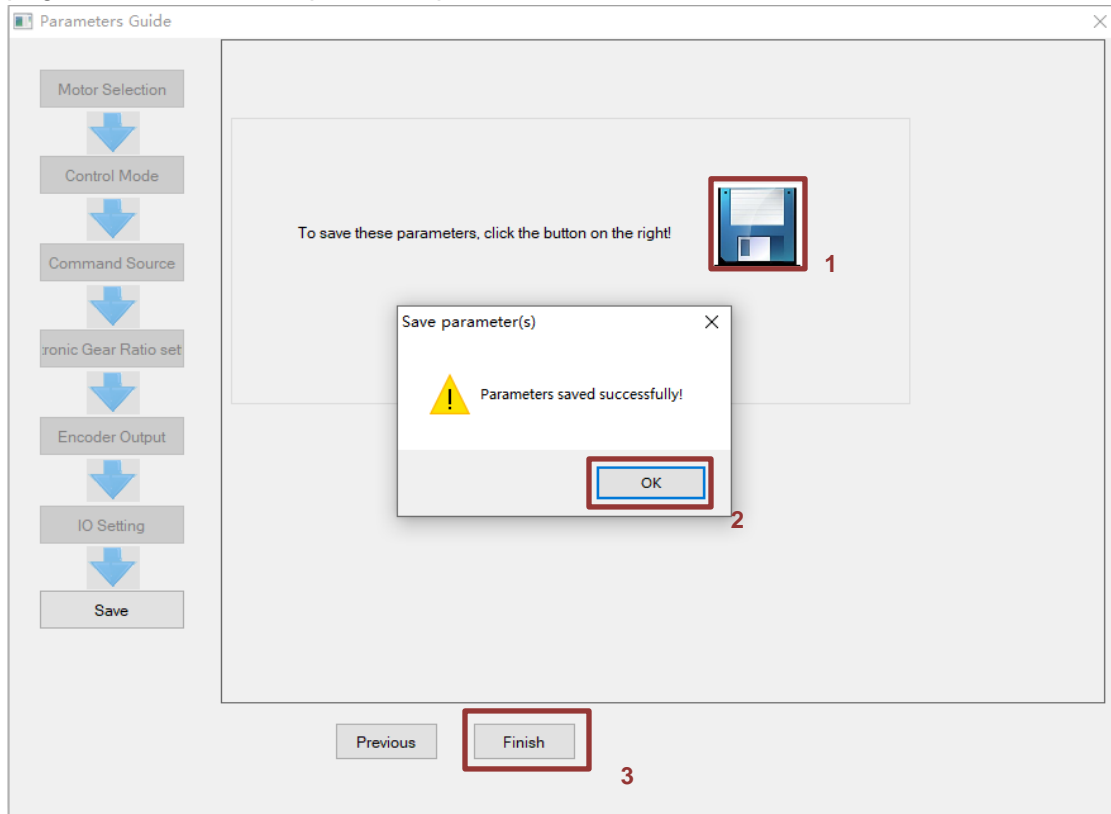 Parameters Guide
Motor Selection
Control Mode
To save these parameters, click the button on the right!
1
Command Source
Save parameter(s)
tronic Gear Ratio set
Parameters saved successfully!
Encoder Output
OK
2
IO Setting
Save
Previous
Finish
3